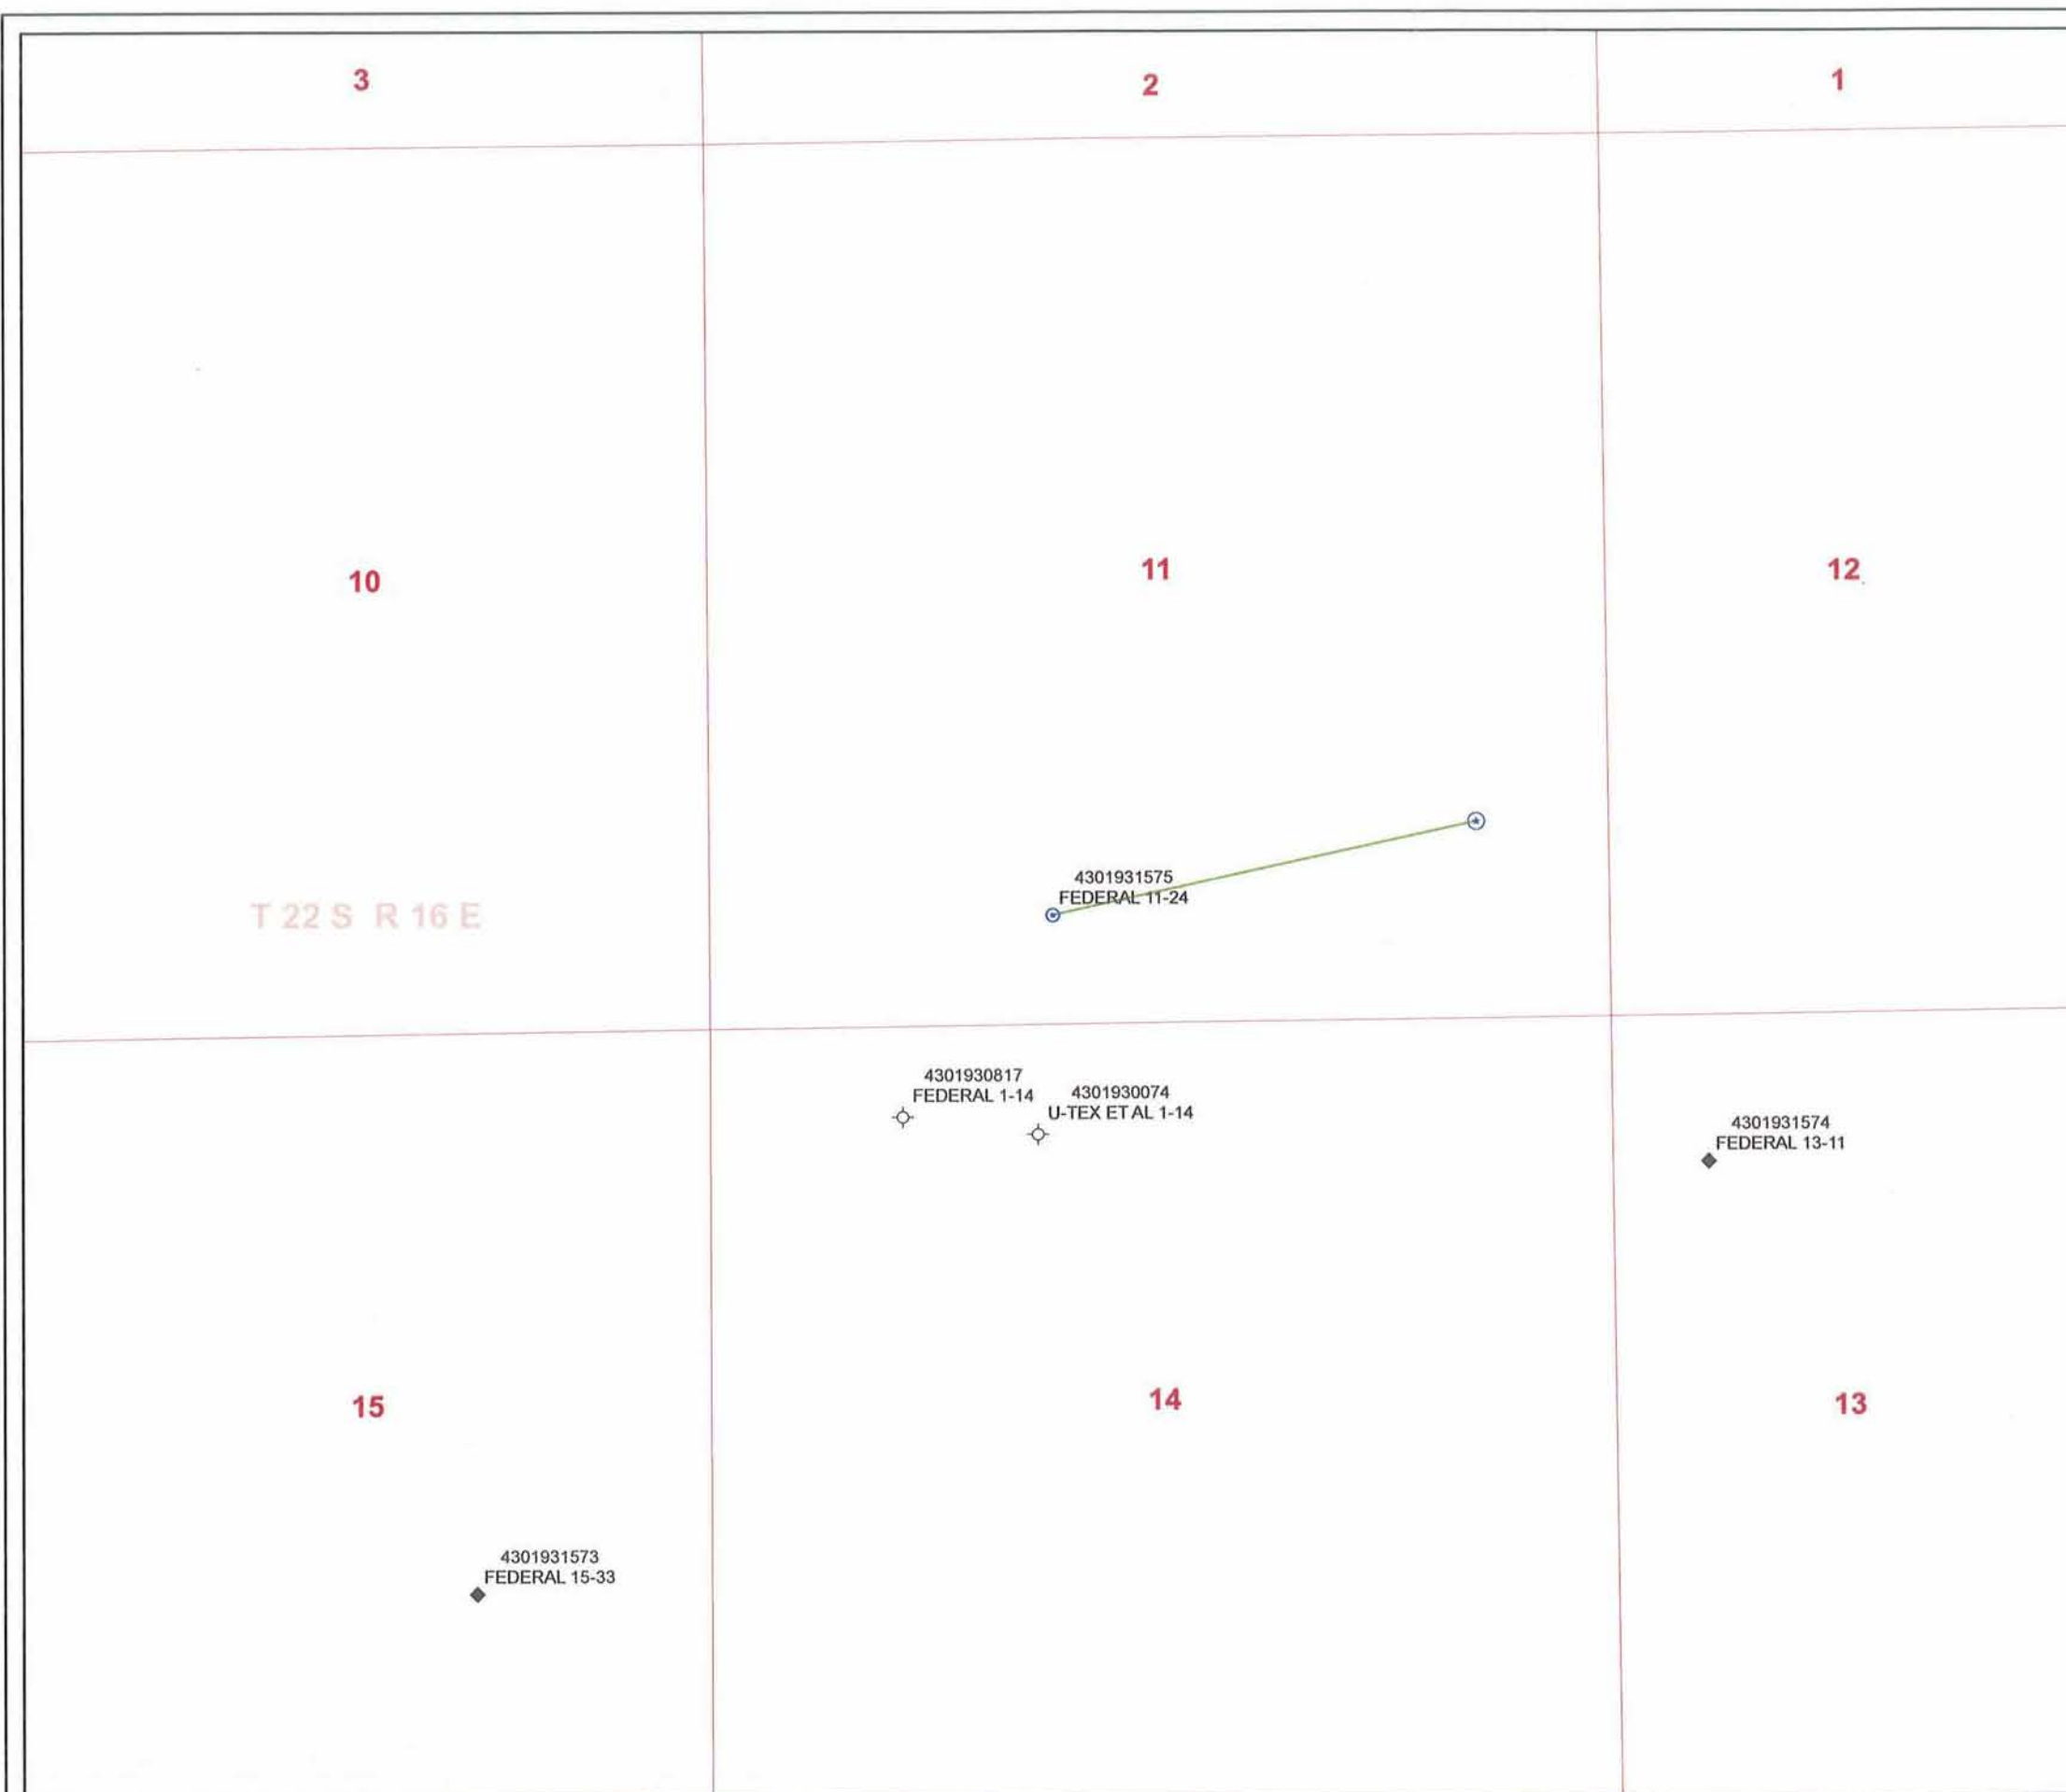 3
2
1
10
11
12
4301931575
FEDERAL 11-24
T 22 S R 16 E
4301930817
FEDERAL 1-14
4301930074
U-TEX ET AL 1-14
4301931574
FEDERAL 13-11
15
14
13
4301931573
FEDERAL 15-33